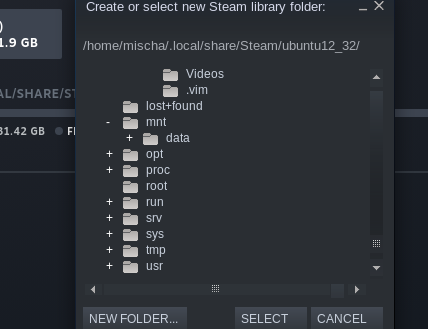 Create or select new Steam library folder:
)
1.9 GB
/home/mischa/.local/share/Steam/ubuntu12_32/
Videos
.vim
AL/SHARE/ST
lost+found
- mnt
31.42 GB
+ data
+ opt
+ proc
root
+ run
+ srv
+ sys
+ tmp
+ usr
NEW FOLDER... SELECT CANCEL